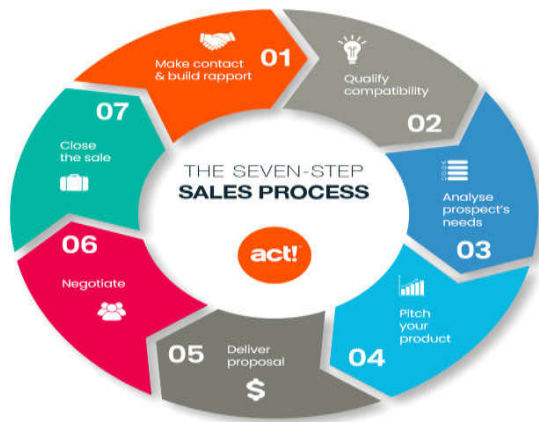 THE SEVEN-STEP
SALES PROCESS
act!
01
Make contact
& build rapport
02
Qualify
compatibility
03
Analyse
prospect's
needs
04
Pitch
your
product
05
Deliver
proposal
$
06
Negotiate
07
Close
the sale